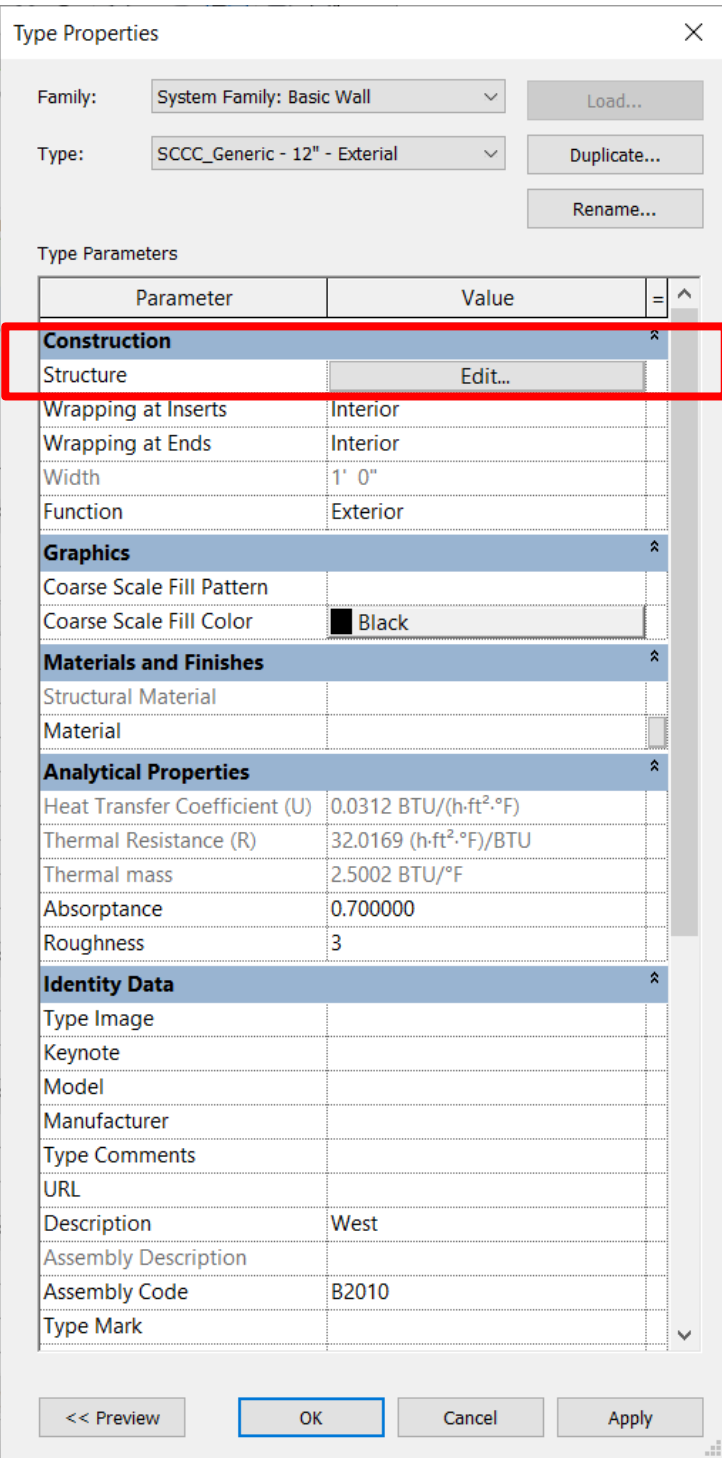 Type Properties
Family: System Family: Basic Wall Load...
Type: SCCC_Generic - 12" - Exterial Duplicate...
Rename...
Type Parameters
Parameter Value =
Construction
Structure Edit...
Wrapping at Inserts Interior
Wrapping at Ends Interior
Width 1' 0"
Function Exterior
Graphics
Coarse Scale Fill Pattern
Coarse Scale Fill Color Black
Materials and Finishes
Structural Material
Material
Analytical Properties
Heat Transfer Coefficient (U) 0.0312 BTU/(h·ft²·°F)
Thermal Resistance (R) 32.0169 (h·ft²·°F)/BTU
Thermal mass 2.5002 BTU/°F
Absorptance 0.700000
Roughness 3
Identity Data
Type Image
Keynote
Model
Manufacturer
Type Comments
URL
Description West
Assembly Description
Assembly Code B2010
Type Mark
<< Preview OK Cancel Apply